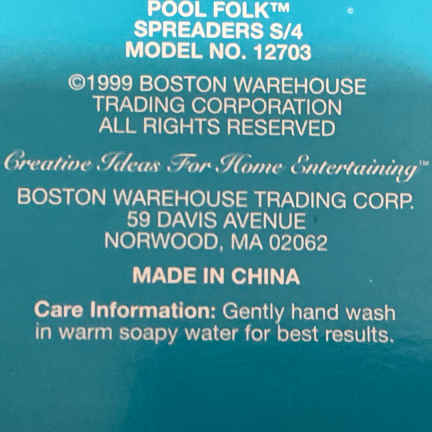 POOL FOLK™
SPREADERS S/4
MODEL NO. 12703
©1999 BOSTON WAREHOUSE
TRADING CORPORATION
ALL RIGHTS RESERVED
Creative Ideas For Home Entertaining™
BOSTON WAREHOUSE TRADING CORP.
59 DAVIS AVENUE
NORWOOD, MA 02062
MADE IN CHINA
Care Information: Gently hand wash
in warm soapy water for best results.